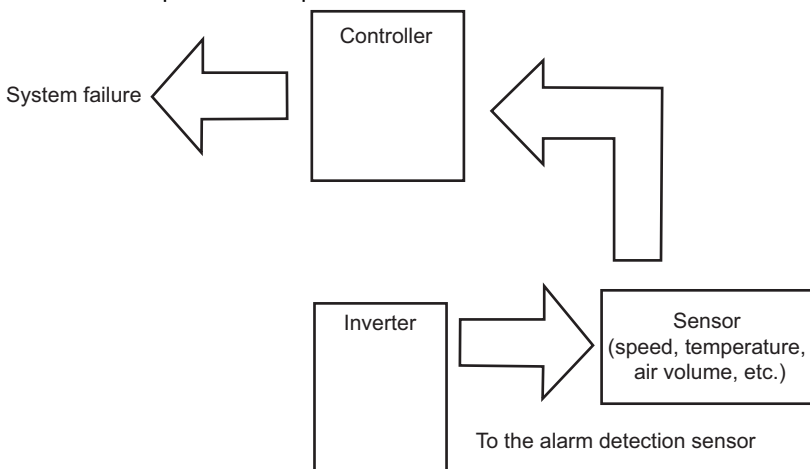 Controller
System failure
Inverter
Sensor
(speed, temperature,
air volume, etc.)
To the alarm detection sensor